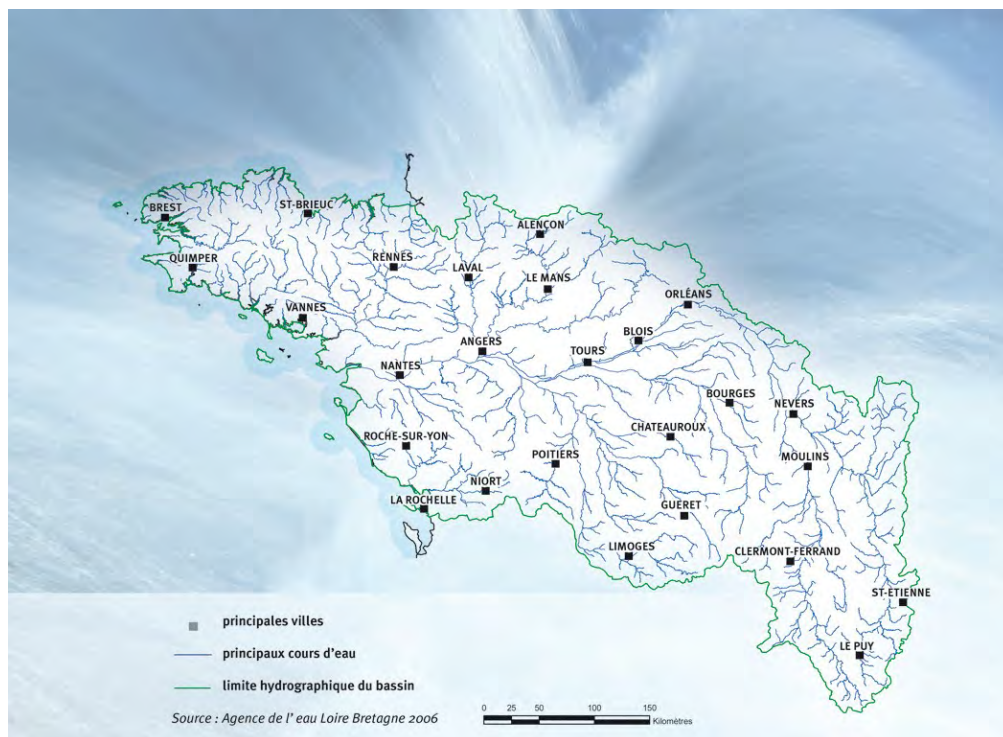 ALENÇON
BREST
ST-BRIEUC
QUIMPER
RENNES
LAVAL
LE MANS
ORLÉANS
VANNES
BLOIS
ANGERS
TOURS
NANTES
BOURGES
NEVERS
CHATEAUROUX
ROCHE-SUR-YON
POITIERS
MOULINS
NIORT
LA ROCHELLE
GUERET
LIMOGES
CLERMONT-FERRAND
ST-ÉTIENNE
LE PUY
principales villes
principaux cours d'eau
limite hydrographique du bassin
Source : Agence de l' eau Loire Bretagne 2006
0 25 50 100 150
Kilomètres